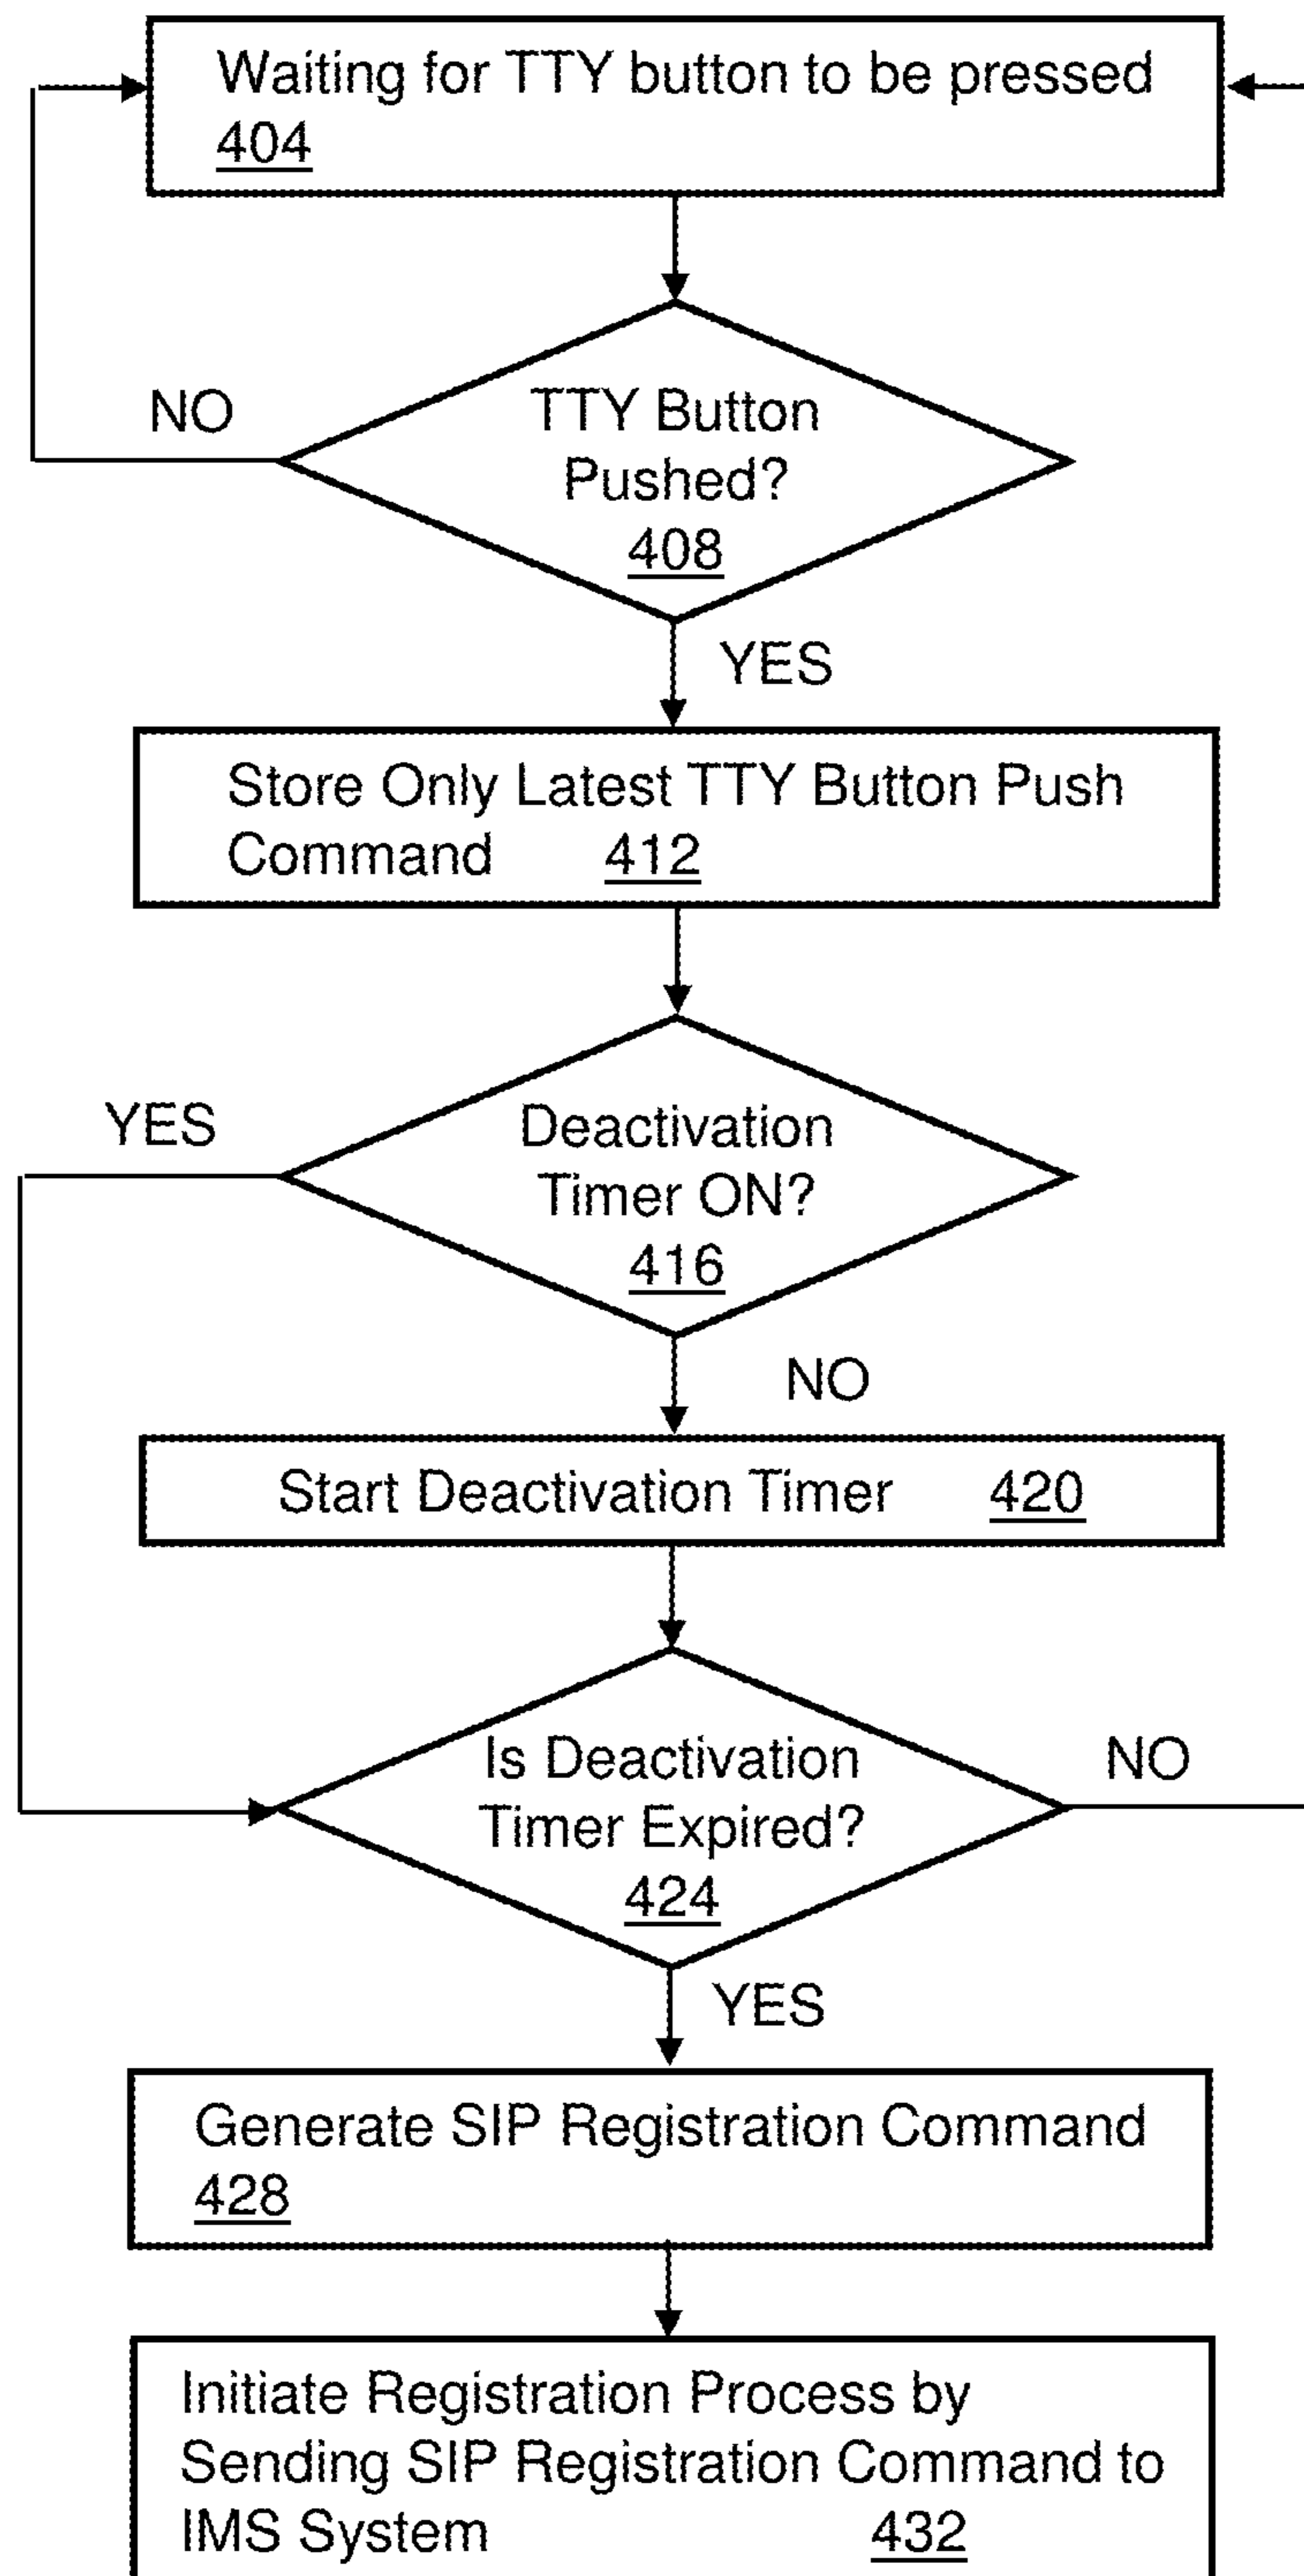 Waiting for TTY button to be pressed
404
NO
TTY Button
Pushed?
408
YES
Store Only Latest TTY Button Push
Command 412
YES
Deactivation
Timer ON?
416
NO
Start Deactivation Timer 420
Is Deactivation
Timer Expired?
424
NO
YES
Generate SIP Registration Command
428
Initiate Registration Process by
Sending SIP Registration Command to
IMS System 432